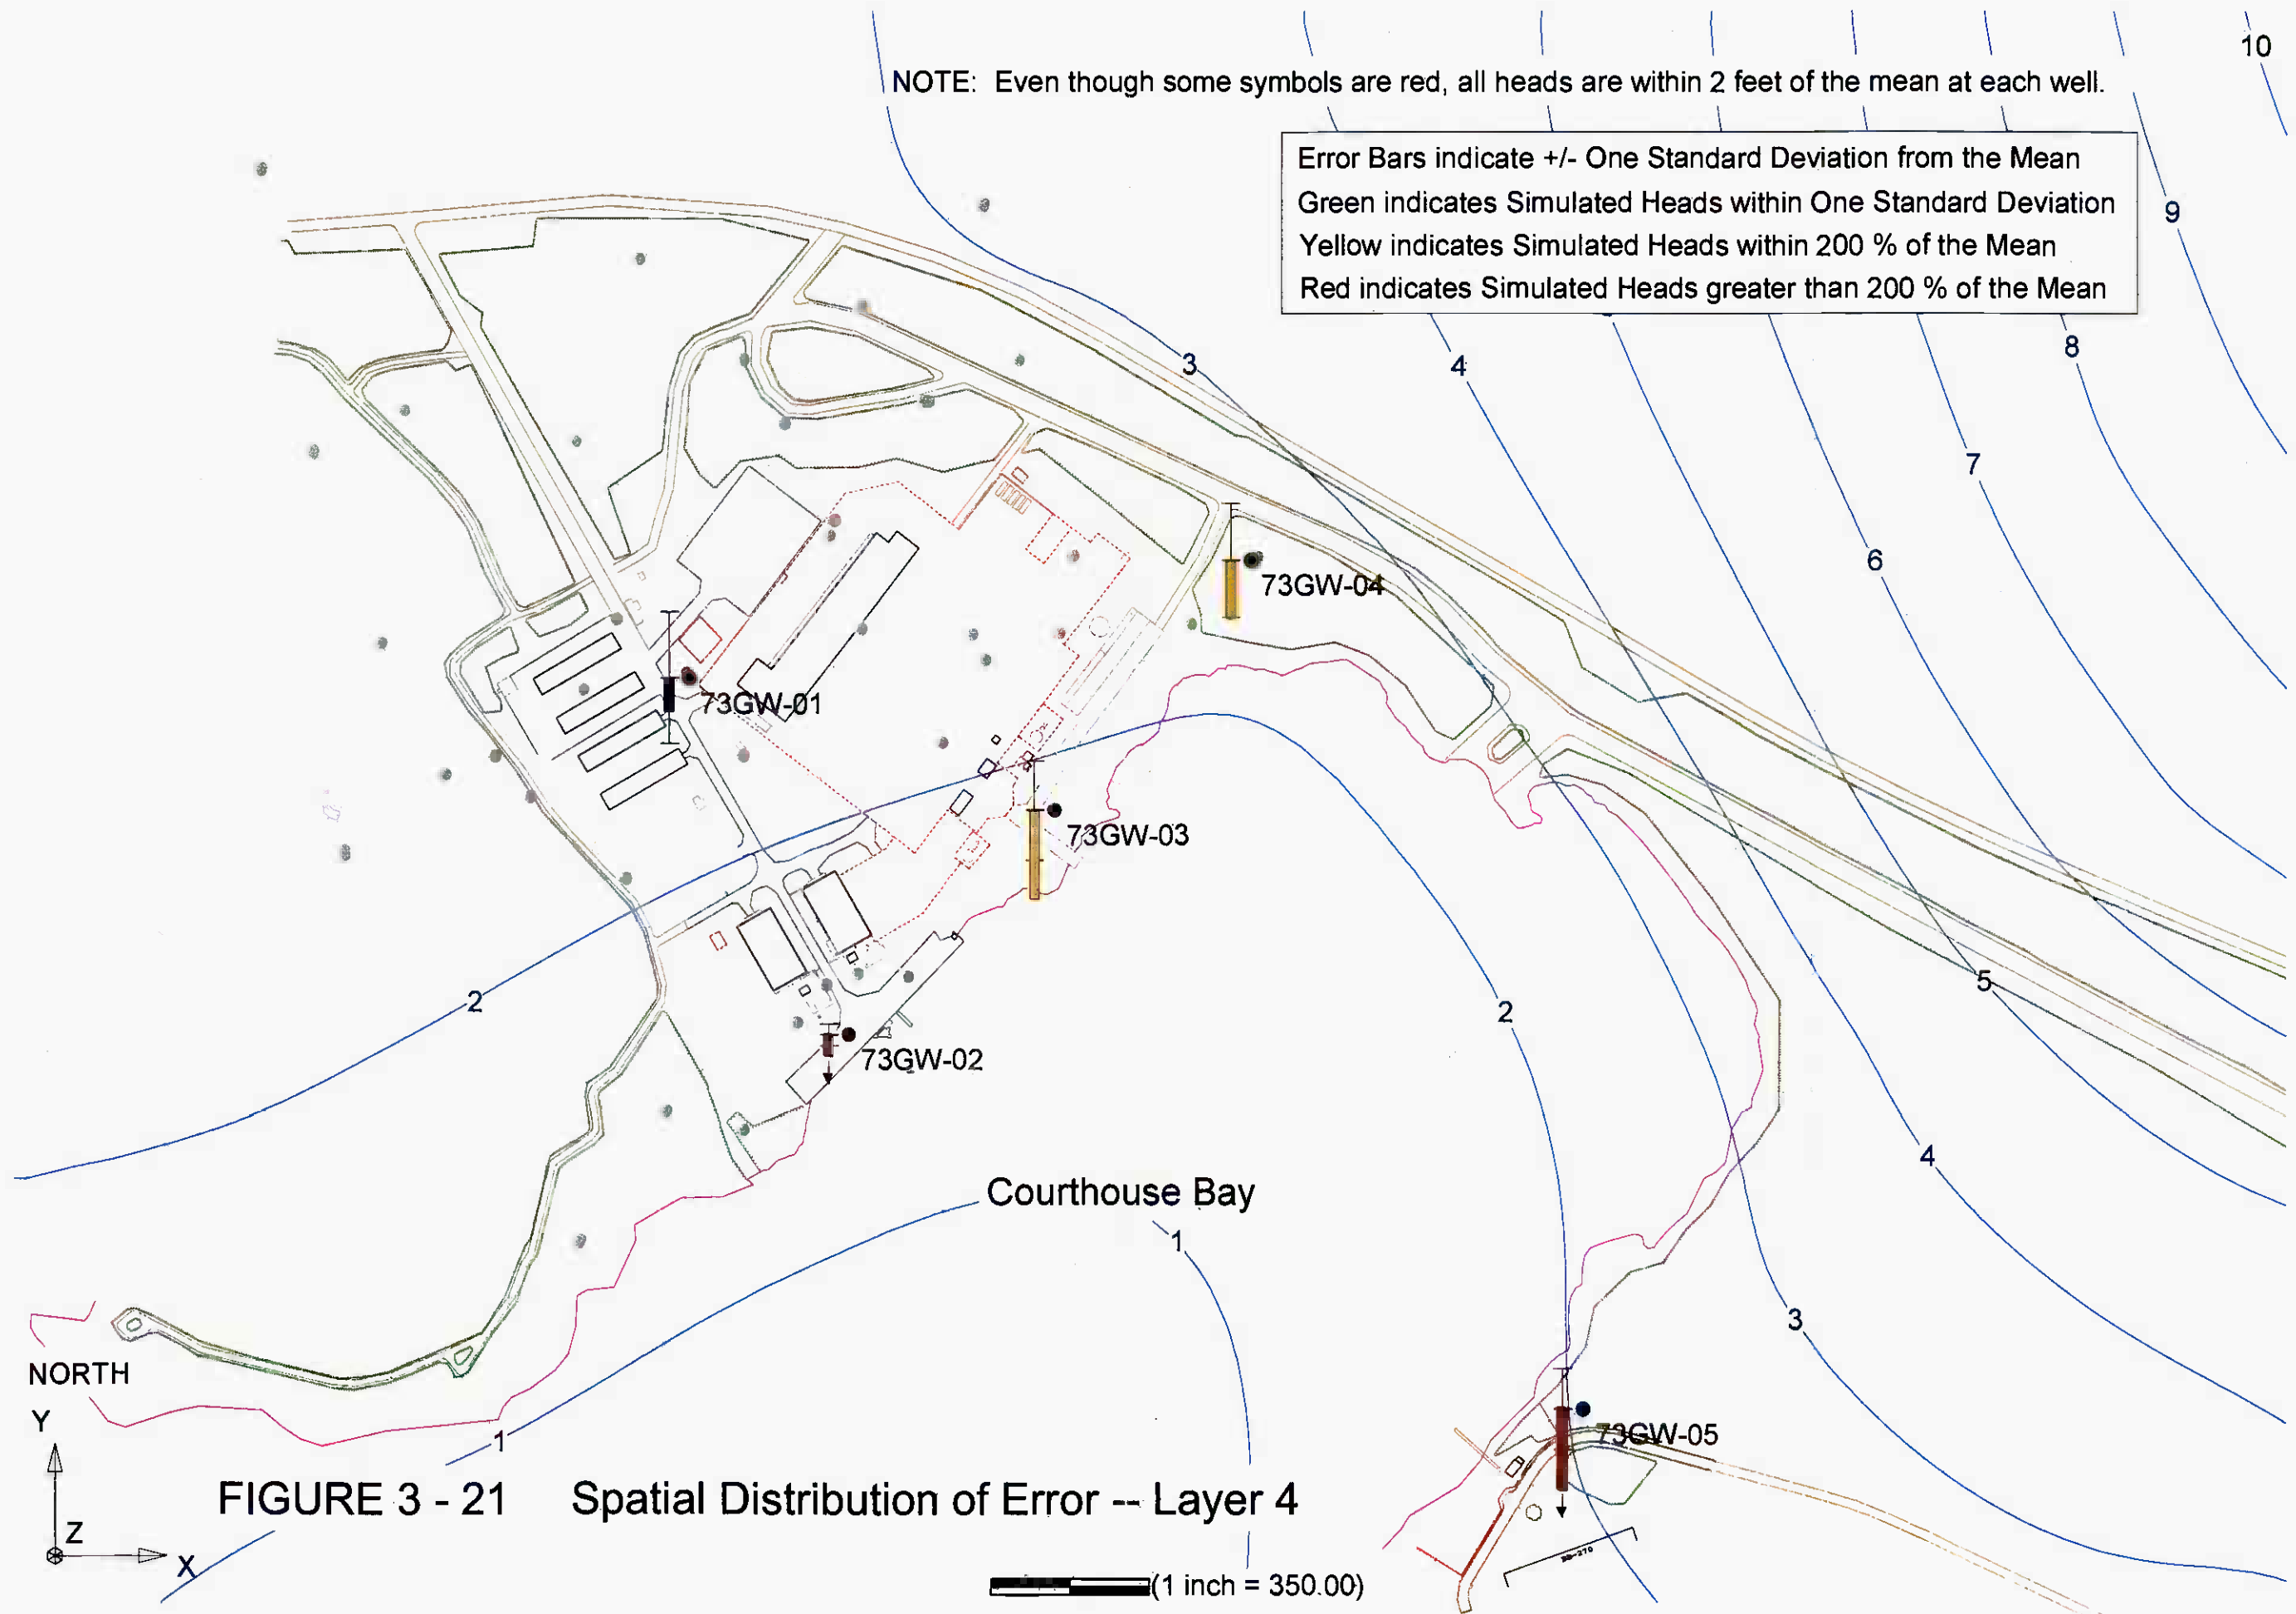 10
NOTE: Even though some symbols are red, all heads are within 2 feet of the mean at each well.
Error Bars indicate +/- One Standard Deviation from the Mean
Green indicates Simulated Heads within One Standard Deviation
Yellow indicates Simulated Heads within 200 % of the Mean
Red indicates Simulated Heads greater than 200 % of the Mean
9
8
3
4
7
6
73GW-04
73GW-01
73GW-03
5
2
2
73GW-02
4
Courthouse Bay
1
3
NORTH
Y
1
73GW-05
FIGURE 3 - 21 Spatial Distribution of Error -- Layer 4
Z
X
(1 inch = 350.00)